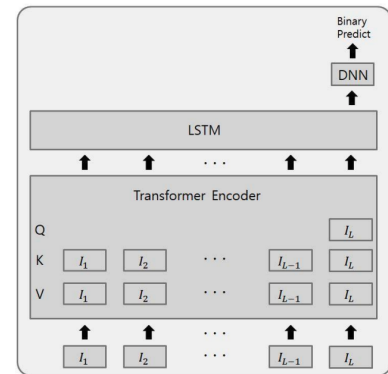 Binary
Predict
DNN
LSTM
· · ·
Transformer Encoder
Q I_L
K I_1 I_2 · · · I_{L-1} I_L
V I_1 I_2 · · · I_{L-1} I_L
· · ·
I_1 I_2 · · · I_{L-1} I_L